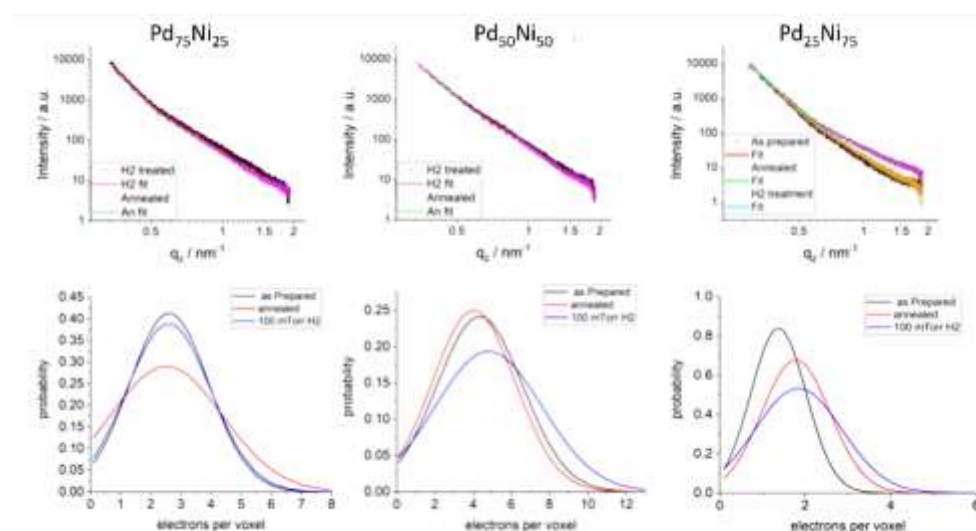 Pd₇₅Ni₂₅
Pd₅₀Ni₅₀
Pd₂₅Ni₇₅
10000
1000
100
10
1
Intensity / a.u.
H2 treated
H2 fit
Annealed
An fit
0.5
1
1.5
2
q_z / nm⁻¹
10000
1000
100
10
1
Intensity / a.u.
H2 treated
H2 fit
Annealed
An fit
0.5
1
1.5
2
q_z / nm⁻¹
10000
1000
100
10
1
Intensity / a.u.
As prepared
Fit
Annealed
Fit
H2 treatment
Fit
0.5
1
1.5
2
q_z / nm⁻¹
0.45
0.40
0.35
0.30
0.25
0.20
0.15
0.10
0.05
0.00
probability
as Prepared
annealed
100 mTorr H2
0 1 2 3 4 5 6 7 8
electrons per voxel
0.25
0.20
0.15
0.10
0.05
0.00
probability
as Prepared
annealed
100 mTorr H2
0 2 4 6 8 10 12
electrons per voxel
1.0
0.8
0.6
0.4
0.2
0.0
probability
as Prepared
annealed
100 mTorr H2
0 2 4
electrons per voxel